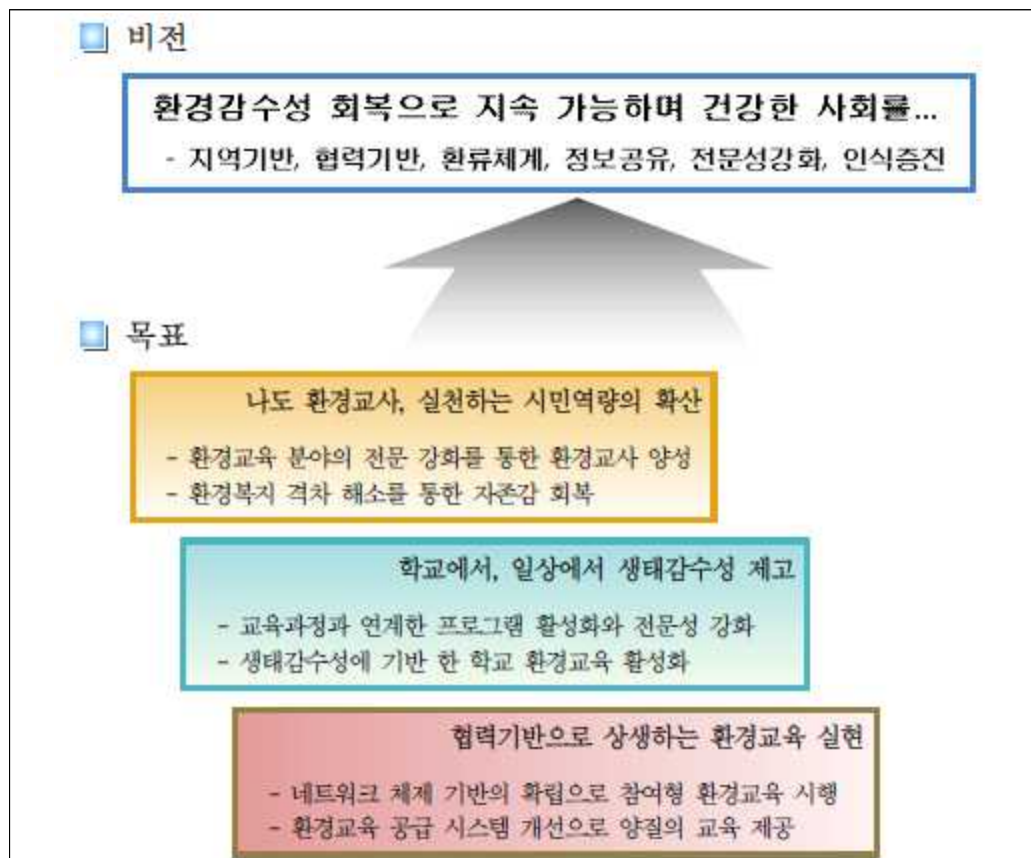 비전
환경감수성 회복으로 지속 가능하며 건강한 사회를...
- 지역기반, 협력기반, 환류체계, 정보공유, 전문성강화, 인식증진
목표
나도 환경교사, 실천하는 시민역량의 확산
- 환경교육 분야의 전문 강화를 통한 환경교사 양성
- 환경복지 격차 해소를 통한 자존감 회복
학교에서, 일상에서 생태감수성 제고
- 교육과정과 연계한 프로그램 활성화와 전문성 강화
- 생태감수성에 기반 한 학교 환경교육 활성화
협력기반으로 상생하는 환경교육 실현
- 네트워크 체제 기반의 확립으로 참여형 환경교육 시행
- 환경교육 공급 시스템 개선으로 양질의 교육 제공